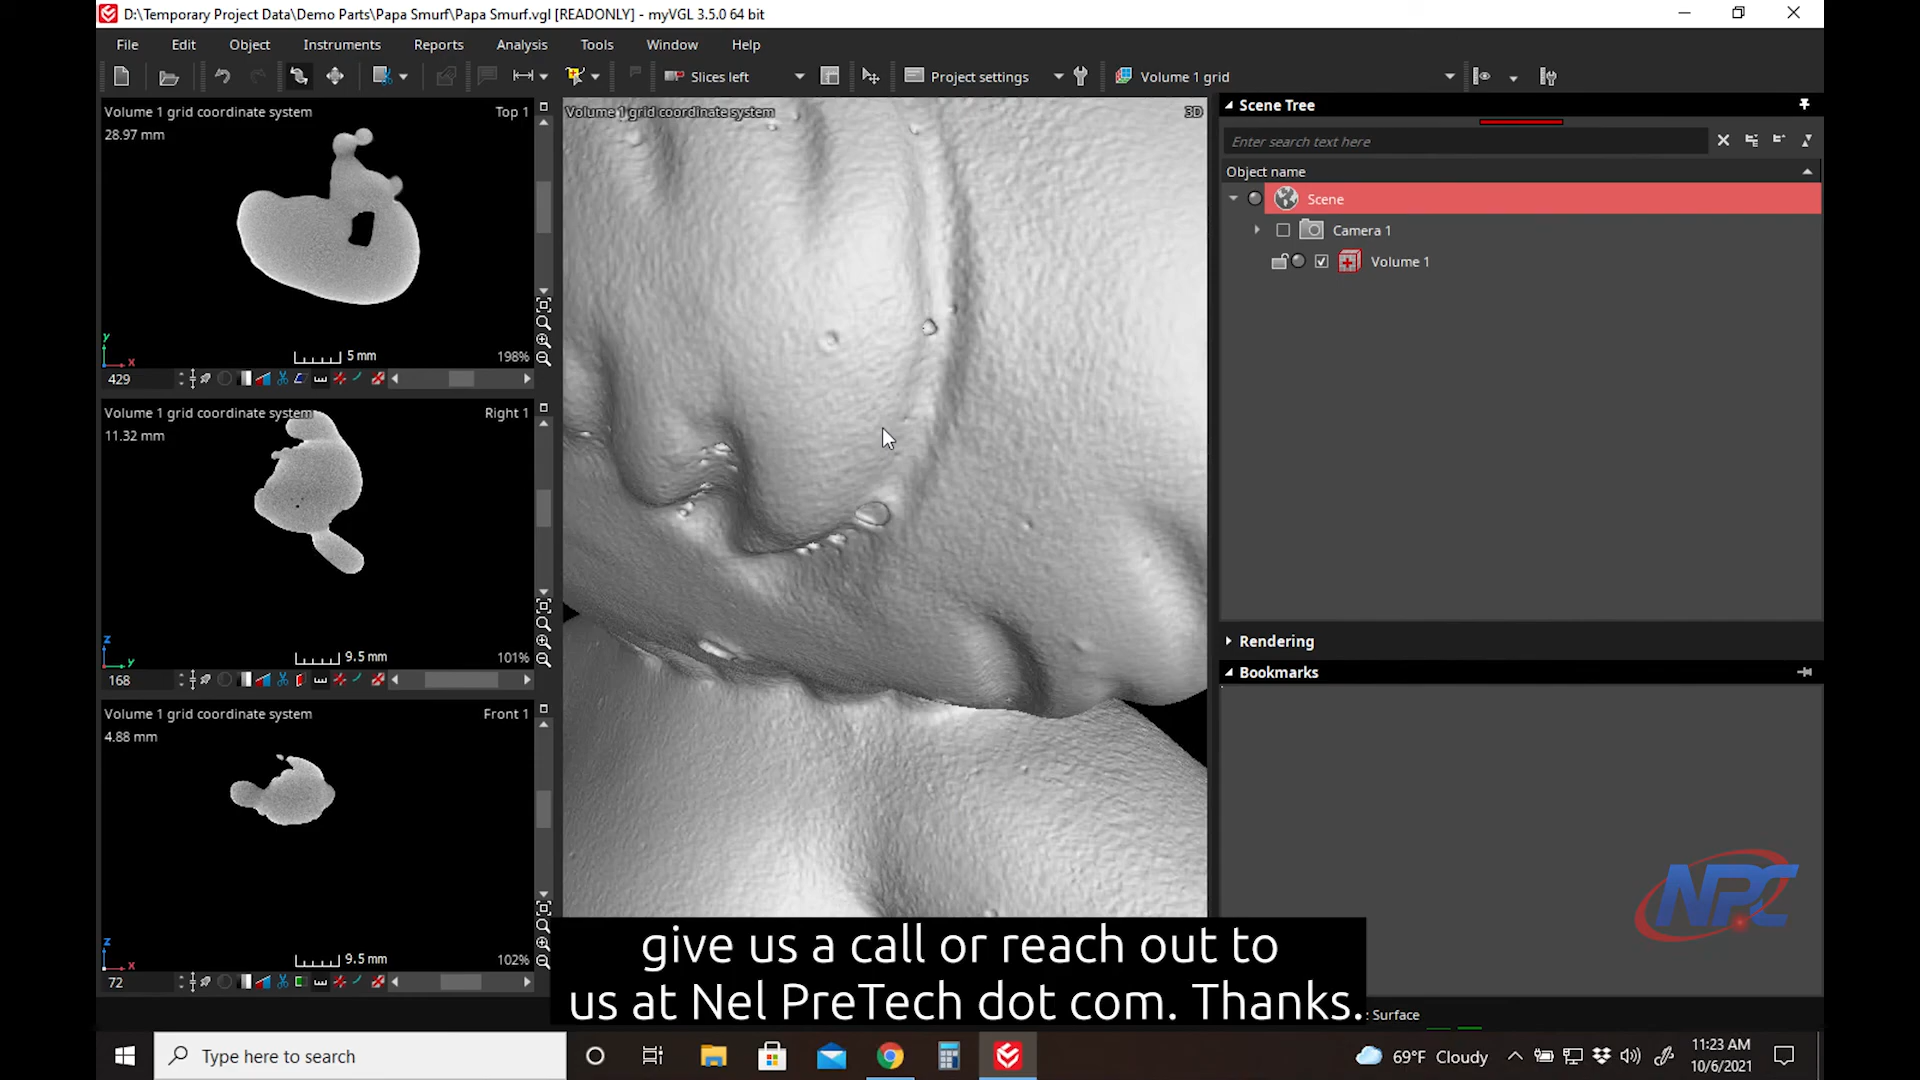 D:\Temporary Project Data\Demo Parts\Papa Smurf\Papa Smurf.vgl [READONLY] - myVGL 3.5.0 64 bit
File Edit Object Instruments Reports Analysis Tools Window Help
Slices left Project settings Volume 1 grid
Volume 1 grid coordinate system Top 1
28.97 mm
5 mm 198%
429
Volume 1 grid coordinate system Right 1
11.32 mm
9.5 mm 101%
168
Volume 1 grid coordinate system Front 1
4.88 mm
9.5 mm 102%
72
Volume 1 grid coordinate system 3D
Scene Tree
Enter search text here
Object name
Scene
Camera 1
Volume 1
Rendering
Bookmarks
NPC
give us a call or reach out to
us at Nel PreTech dot com. Thanks.
: Surface
Type here to search
69°F Cloudy
11:23 AM
10/6/2021